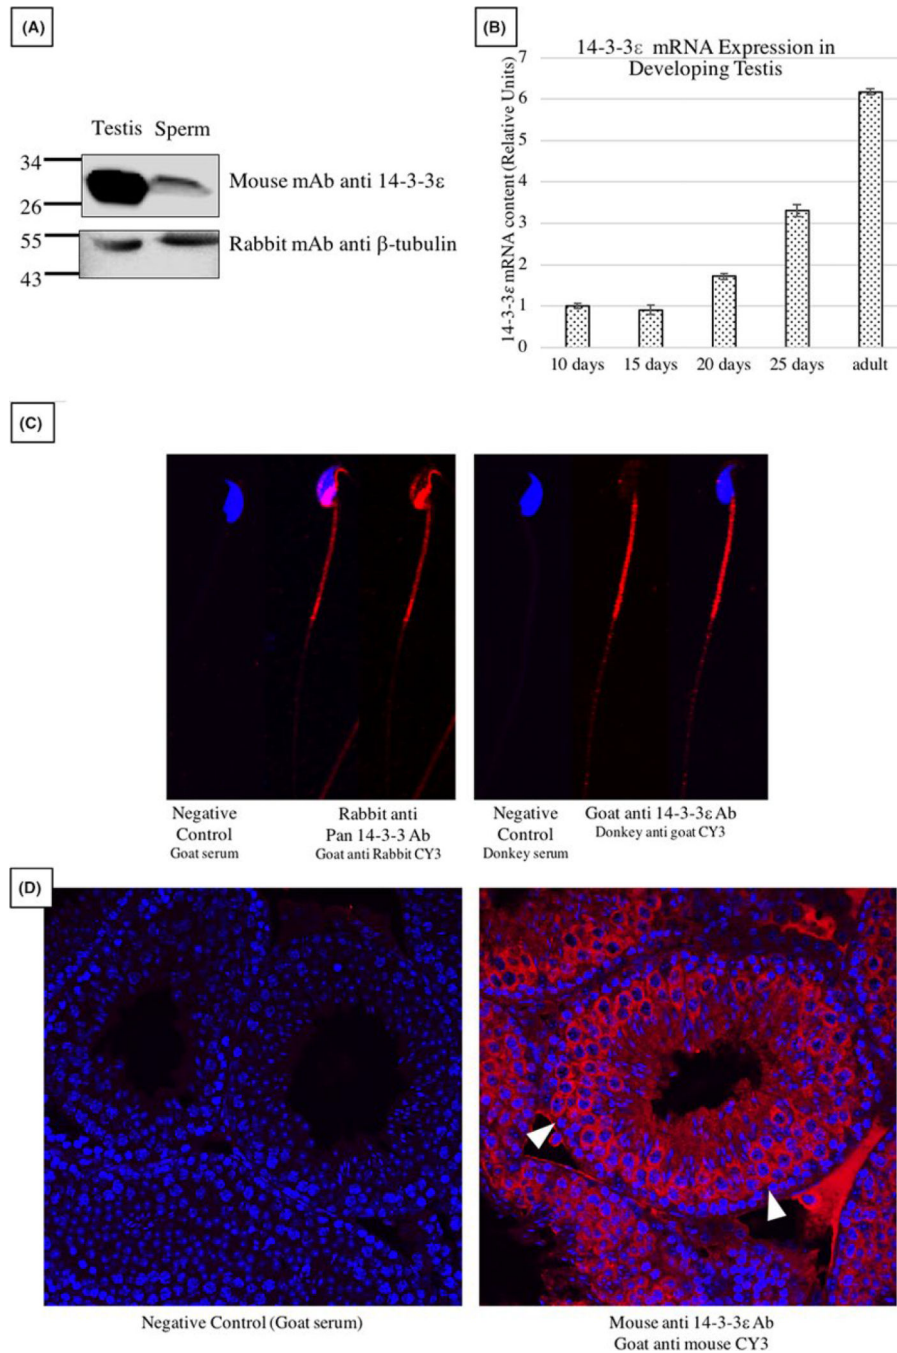 (A)
Testis Sperm
34
26
Mouse mAb anti 14-3-3ε
55
43
Rabbit mAb anti β-tubulin
(B)
14-3-3ε mRNA Expression in
Developing Testis
14-3-3ε mRNA content (Relative Units)
7
6
5
4
3
2
1
0
10 days 15 days 20 days 25 days adult
(C)
Negative
Control
Goat serum
Rabbit anti
Pan 14-3-3 Ab
Goat anti Rabbit CY3
Negative
Control
Donkey serum
Goat anti 14-3-3ε Ab
Donkey anti goat CY3
(D)
Negative Control (Goat serum)
Mouse anti 14-3-3ε Ab
Goat anti mouse CY3